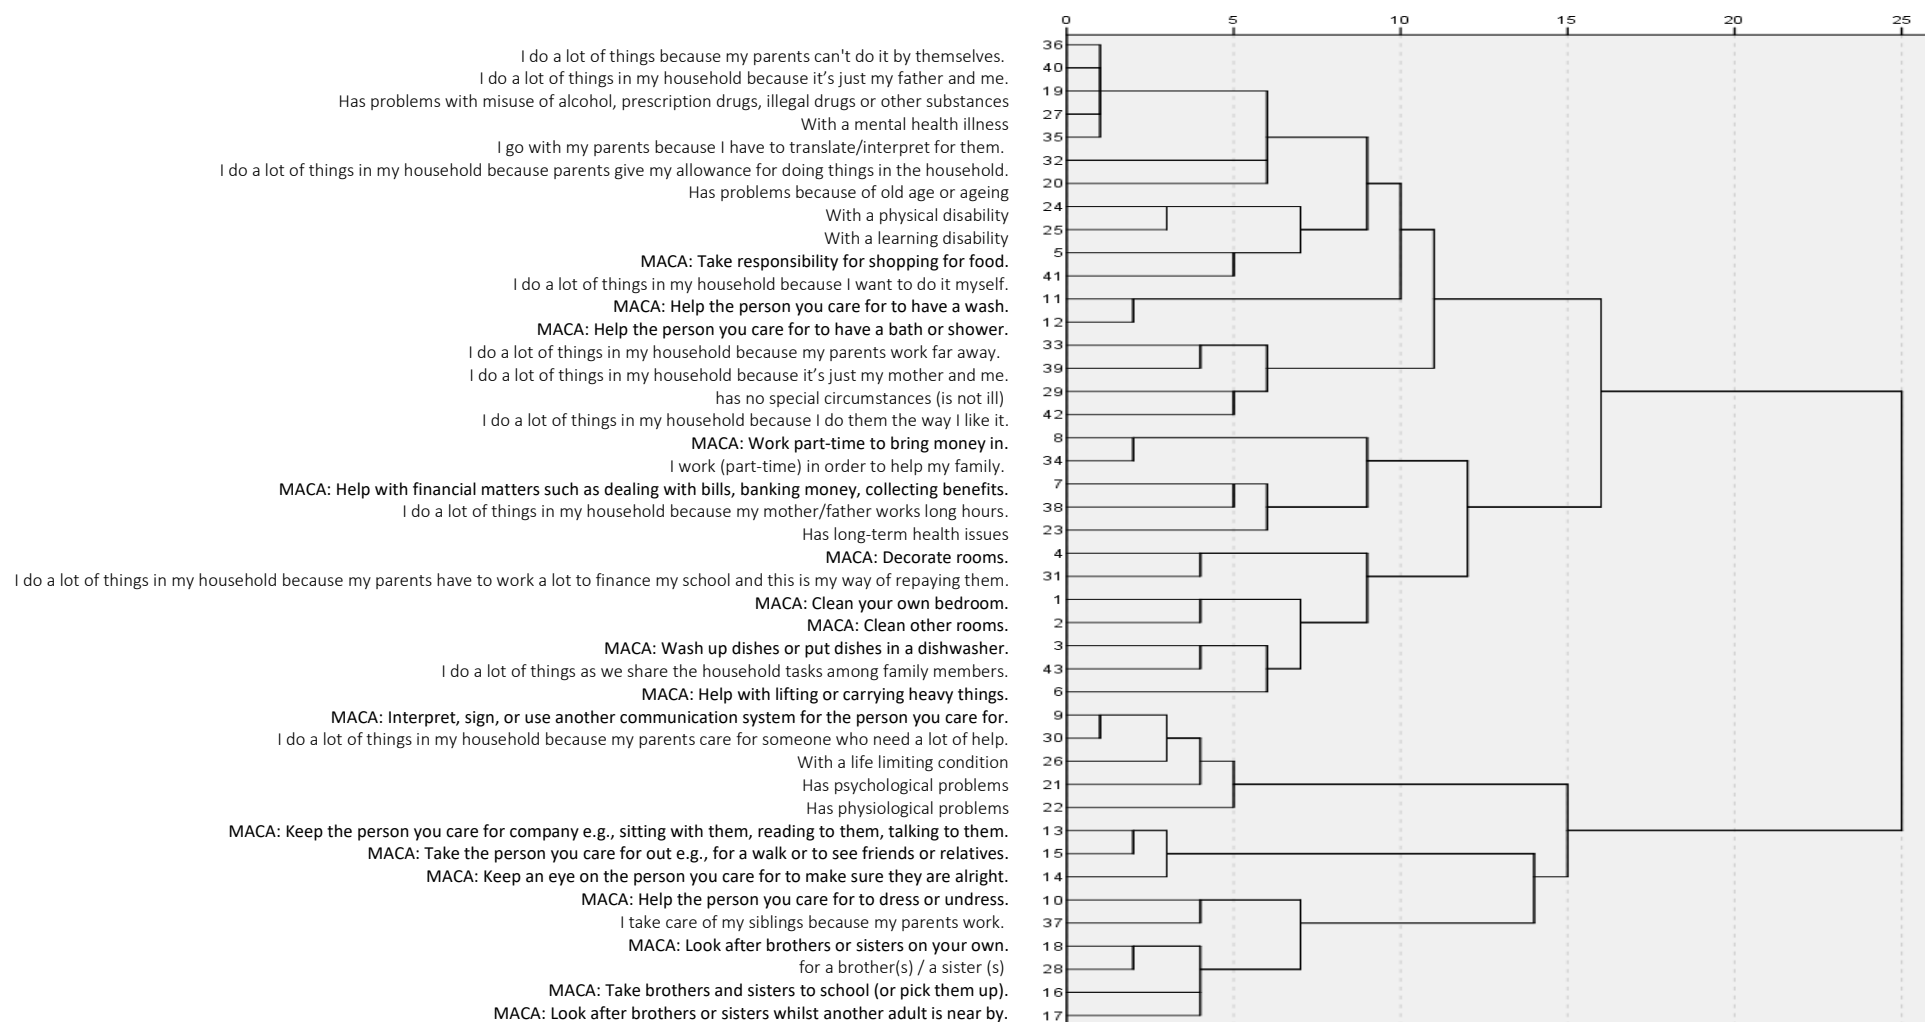 0 5 10 15 20 25
I do a lot of things because my parents can't do it by themselves. 36
I do a lot of things in my household because it’s just my father and me. 40
Has problems with misuse of alcohol, prescription drugs, illegal drugs or other substances 19
With a mental health illness 27
I go with my parents because I have to translate/interpret for them. 35
I do a lot of things in my household because parents give my allowance for doing things in the household. 32
Has problems because of old age or ageing 20
With a physical disability 24
With a learning disability 25
MACA: Take responsibility for shopping for food. 5
I do a lot of things in my household because I want to do it myself. 41
MACA: Help the person you care for to have a wash. 11
MACA: Help the person you care for to have a bath or shower. 12
I do a lot of things in my household because my parents work far away. 33
I do a lot of things in my household because it’s just my mother and me. 39
has no special circumstances (is not ill) 29
I do a lot of things in my household because I do them the way I like it. 42
MACA: Work part-time to bring money in. 8
I work (part-time) in order to help my family. 34
MACA: Help with financial matters such as dealing with bills, banking money, collecting benefits. 7
I do a lot of things in my household because my mother/father works long hours. 38
Has long-term health issues 23
MACA: Decorate rooms. 4
I do a lot of things in my household because my parents have to work a lot to finance my school and this is my way of repaying them. 31
MACA: Clean your own bedroom. 1
MACA: Clean other rooms. 2
MACA: Wash up dishes or put dishes in a dishwasher. 3
I do a lot of things as we share the household tasks among family members. 43
MACA: Help with lifting or carrying heavy things. 6
MACA: Interpret, sign, or use another communication system for the person you care for. 9
I do a lot of things in my household because my parents care for someone who need a lot of help. 30
With a life limiting condition 26
Has psychological problems 21
Has physiological problems 22
MACA: Keep the person you care for company e.g., sitting with them, reading to them, talking to them. 13
MACA: Take the person you care for out e.g., for a walk or to see friends or relatives. 15
MACA: Keep an eye on the person you care for to make sure they are alright. 14
MACA: Help the person you care for to dress or undress. 10
I take care of my siblings because my parents work. 37
MACA: Look after brothers or sisters on your own. 18
for a brother(s) / a sister (s) 28
MACA: Take brothers and sisters to school (or pick them up). 16
MACA: Look after brothers or sisters whilst another adult is near by. 17